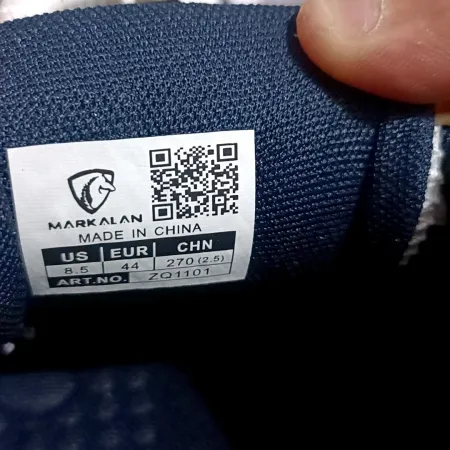 MARKALAN
MADE IN CHINA
US EUR CHN
8.5 44 270 (2.5)
ART.NO. ZQ1101